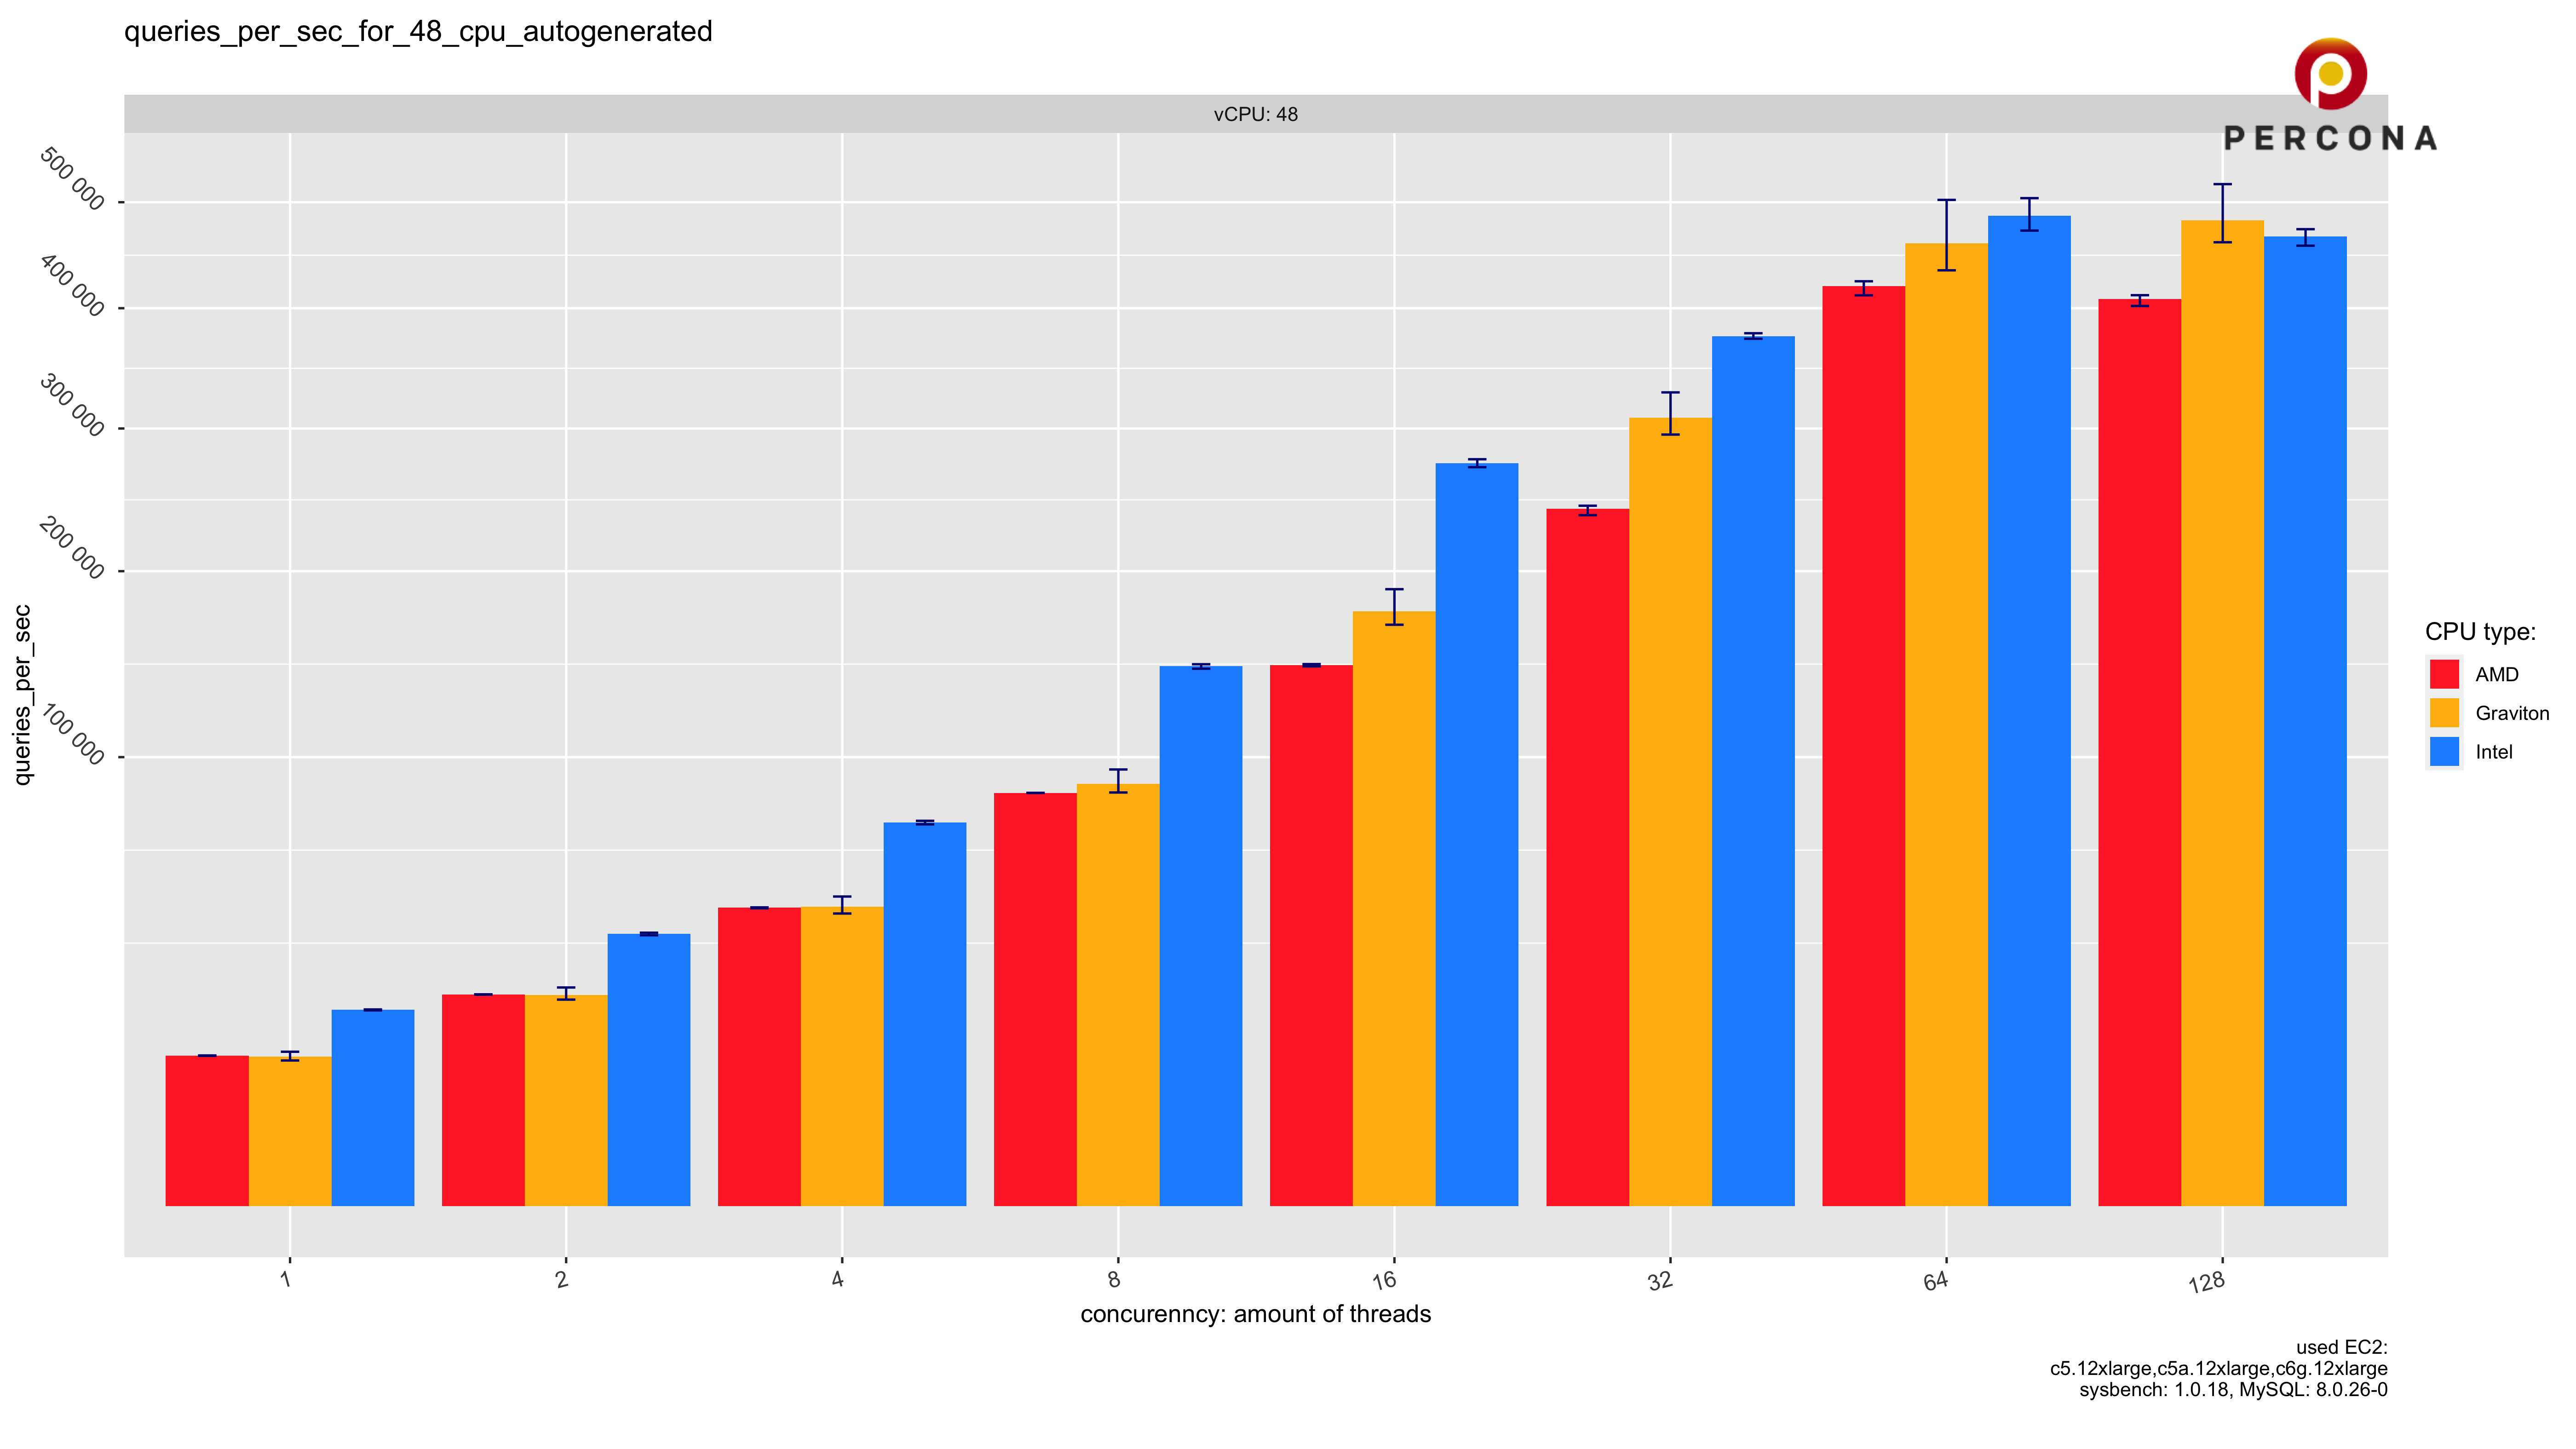 queries_per_sec_for_48_cpu_autogenerated
PERCONA
vCPU: 48
500 000
400 000
300 000
200 000
100 000
queries_per_sec
1
2
4
8
16
32
64
128
concurenncy: amount of threads
CPU type:
AMD
Graviton
Intel
used EC2:
c5.12xlarge,c5a.12xlarge,c6g.12xlarge
sysbench: 1.0.18, MySQL: 8.0.26-0